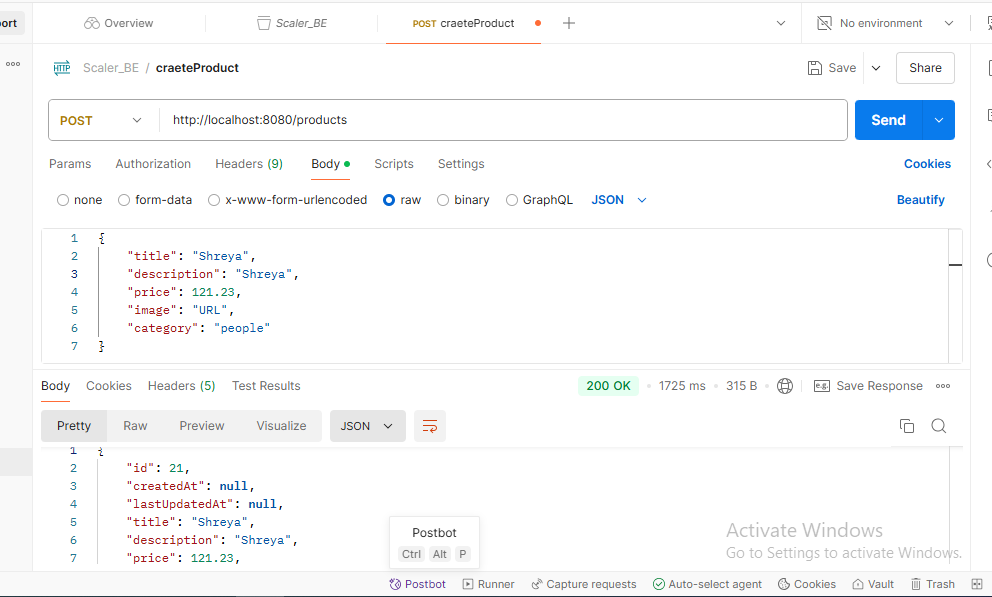 ort
Overview
Scaler_BE
POST craeteProduct
No environment
HTTP Scaler_BE / craeteProduct
Save
Share
POST
http://localhost:8080/products
Send
Params Authorization Headers (9) Body Scripts Settings
Cookies
none form-data x-www-form-urlencoded raw binary GraphQL JSON
Beautify
1 {
2 "title": "Shreya",
3 "description": "Shreya",
4 "price": 121.23,
5 "image": "URL",
6 "category": "people"
7 }
Body Cookies Headers (5) Test Results
200 OK 1725 ms 315 B
e.g. Save Response
Pretty Raw Preview Visualize JSON
1 {
2 "id": 21,
3 "createdAt": null,
4 "lastUpdatedAt": null,
5 "title": "Shreya",
6 "description": "Shreya",
7 "price": 121.23,
Postbot
Ctrl Alt P
Activate Windows
Go to Settings to activate Windows.
Postbot Runner Capture requests Auto-select agent Cookies Vault Trash